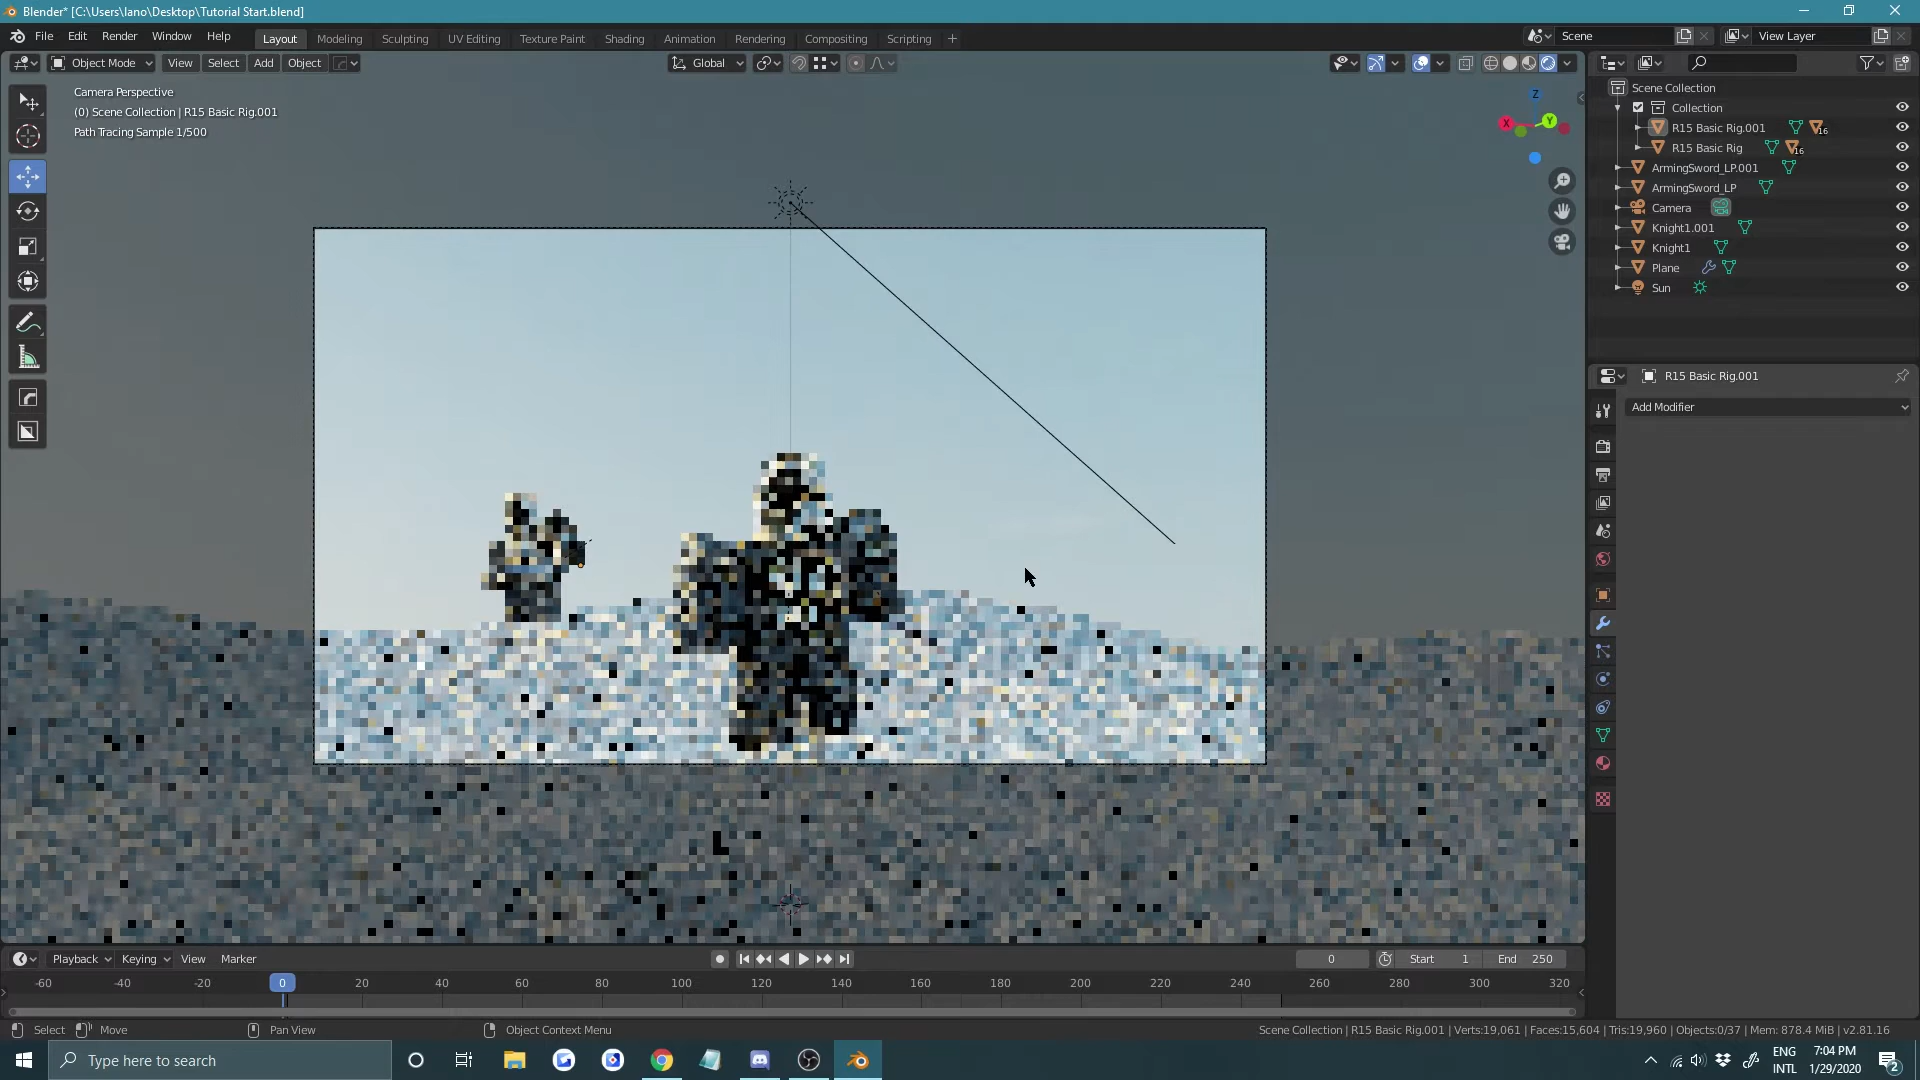 Blender* [C:\Users\Iano\Desktop\Tutorial Start.blend]
File Edit Render Window Help
Layout Modeling Sculpting UV Editing Texture Paint Shading Animation Rendering Compositing Scripting
Scene
View Layer
Object Mode View Select Add Object
Global
Camera Perspective
(0) Scene Collection | R15 Basic Rig.001
Path Tracing Sample 1/500
Z
X
Y
Scene Collection
Collection
R15 Basic Rig.001
16
R15 Basic Rig
16
ArmingSword_LP.001
ArmingSword_LP
Camera
Knight1.001
Knight1
Plane
Sun
R15 Basic Rig.001
Add Modifier
Playback Keying View Marker
0
Start 1
End 250
-60 -40 -20 0 20 40 60 80 100 120 140 160 180 200 220 240 260 280 300 320
Select Move Pan View Object Context Menu
Scene Collection | R15 Basic Rig.001 | Verts:19,061 | Faces:15,604 | Tris:19,960 | Objects:0/37 | Mem: 878.4 MiB | v2.81.16
Type here to search
ENG
INTL
7:04 PM
1/29/2020
2